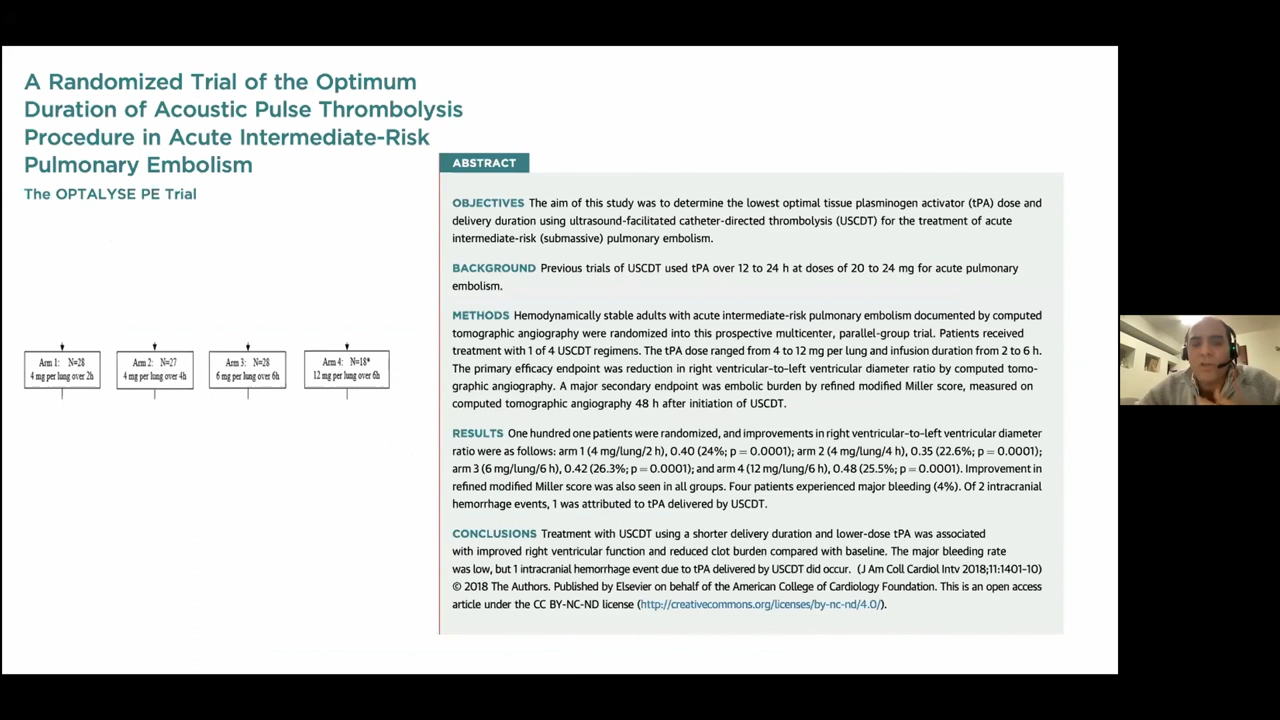 A Randomized Trial of the Optimum
Duration of Acoustic Pulse Thrombolysis
Procedure in Acute Intermediate-Risk
Pulmonary Embolism
The OPTALYSE PE Trial
Arm 1: N=28
4 mg per lung over 2h
Arm 2: N=27
4 mg per lung over 4h
Arm 3: N=28
6 mg per lung over 6h
Arm 4: N=18*
12 mg per lung over 6h
ABSTRACT
OBJECTIVES The aim of this study was to determine the lowest optimal tissue plasminogen activator (tPA) dose and
delivery duration using ultrasound-facilitated catheter-directed thrombolysis (USCDT) for the treatment of acute
intermediate-risk (submassive) pulmonary embolism.
BACKGROUND Previous trials of USCDT used tPA over 12 to 24 h at doses of 20 to 24 mg for acute pulmonary
embolism.
METHODS Hemodynamically stable adults with acute intermediate-risk pulmonary embolism documented by computed
tomographic angiography were randomized into this prospective multicenter, parallel-group trial. Patients received
treatment with 1 of 4 USCDT regimens. The tPA dose ranged from 4 to 12 mg per lung and infusion duration from 2 to 6 h.
The primary efficacy endpoint was reduction in right ventricular-to-left ventricular diameter ratio by computed tomo-
graphic angiography. A major secondary endpoint was embolic burden by refined modified Miller score, measured on
computed tomographic angiography 48 h after initiation of USCDT.
RESULTS One hundred one patients were randomized, and improvements in right ventricular-to-left ventricular diameter
ratio were as follows: arm 1 (4 mg/lung/2 h), 0.40 (24%; p = 0.0001); arm 2 (4 mg/lung/4 h), 0.35 (22.6%; p = 0.0001);
arm 3 (6 mg/lung/6 h), 0.42 (26.3%; p = 0.0001); and arm 4 (12 mg/lung/6 h), 0.48 (25.5%; p = 0.0001). Improvement in
refined modified Miller score was also seen in all groups. Four patients experienced major bleeding (4%). Of 2 intracranial
hemorrhage events, 1 was attributed to tPA delivered by USCDT.
CONCLUSIONS Treatment with USCDT using a shorter delivery duration and lower-dose tPA was associated
with improved right ventricular function and reduced clot burden compared with baseline. The major bleeding rate
was low, but 1 intracranial hemorrhage event due to tPA delivered by USCDT did occur. (J Am Coll Cardiol Intv 2018;11:1401–10)
© 2018 The Authors. Published by Elsevier on behalf of the American College of Cardiology Foundation. This is an open access
article under the CC BY-NC-ND license (http://creativecommons.org/licenses/by-nc-nd/4.0/).